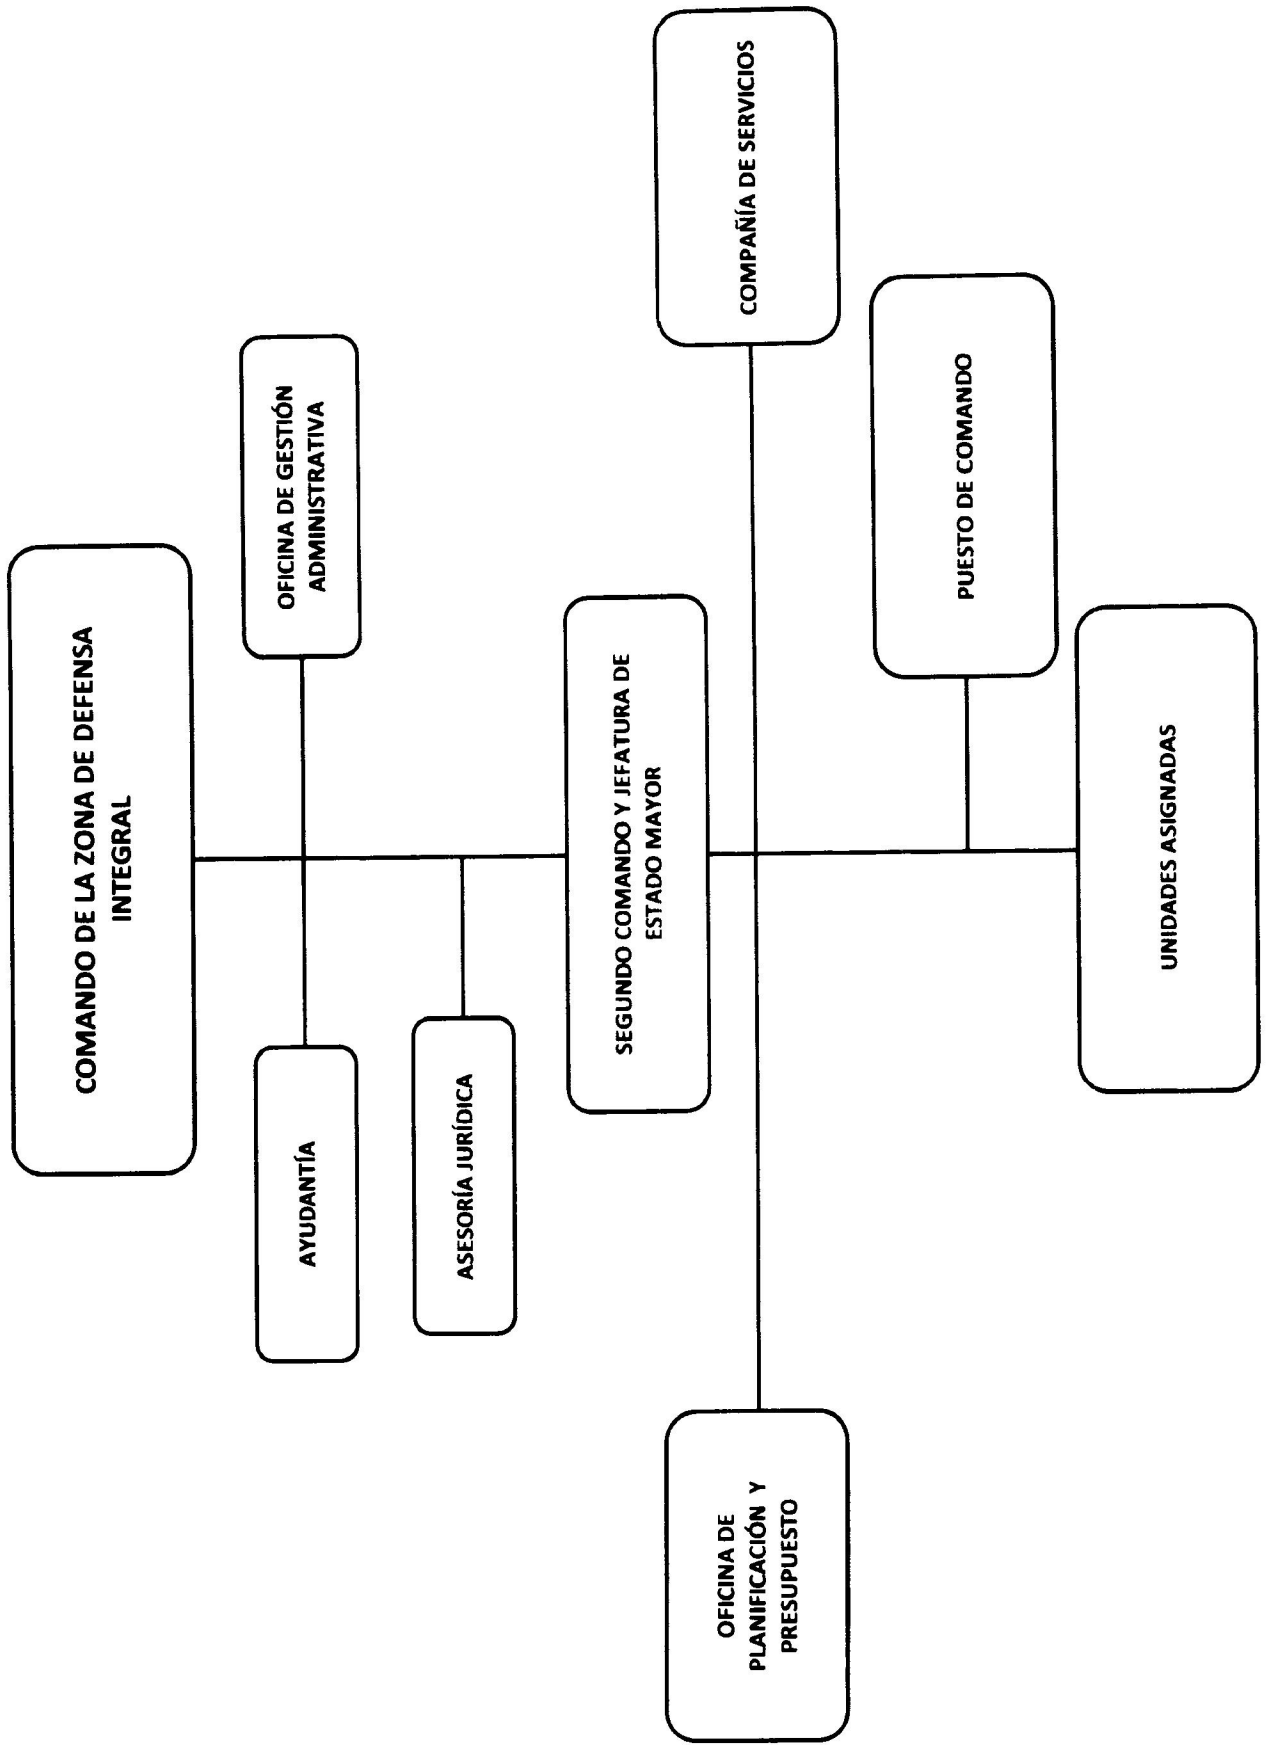 COMANDO DE LA ZONA DE DEFENSA
INTEGRAL
AYUDANTÍA
OFICINA DE GESTIÓN
ADMINISTRATIVA
ASESORÍA JURÍDICA
SEGUNDO COMANDO Y JEFATURA DE
ESTADO MAYOR
OFICINA DE
PLANIFICACIÓN Y
PRESUPUESTO
COMPAÑÍA DE SERVICIOS
PUESTO DE COMANDO
UNIDADES ASIGNADAS